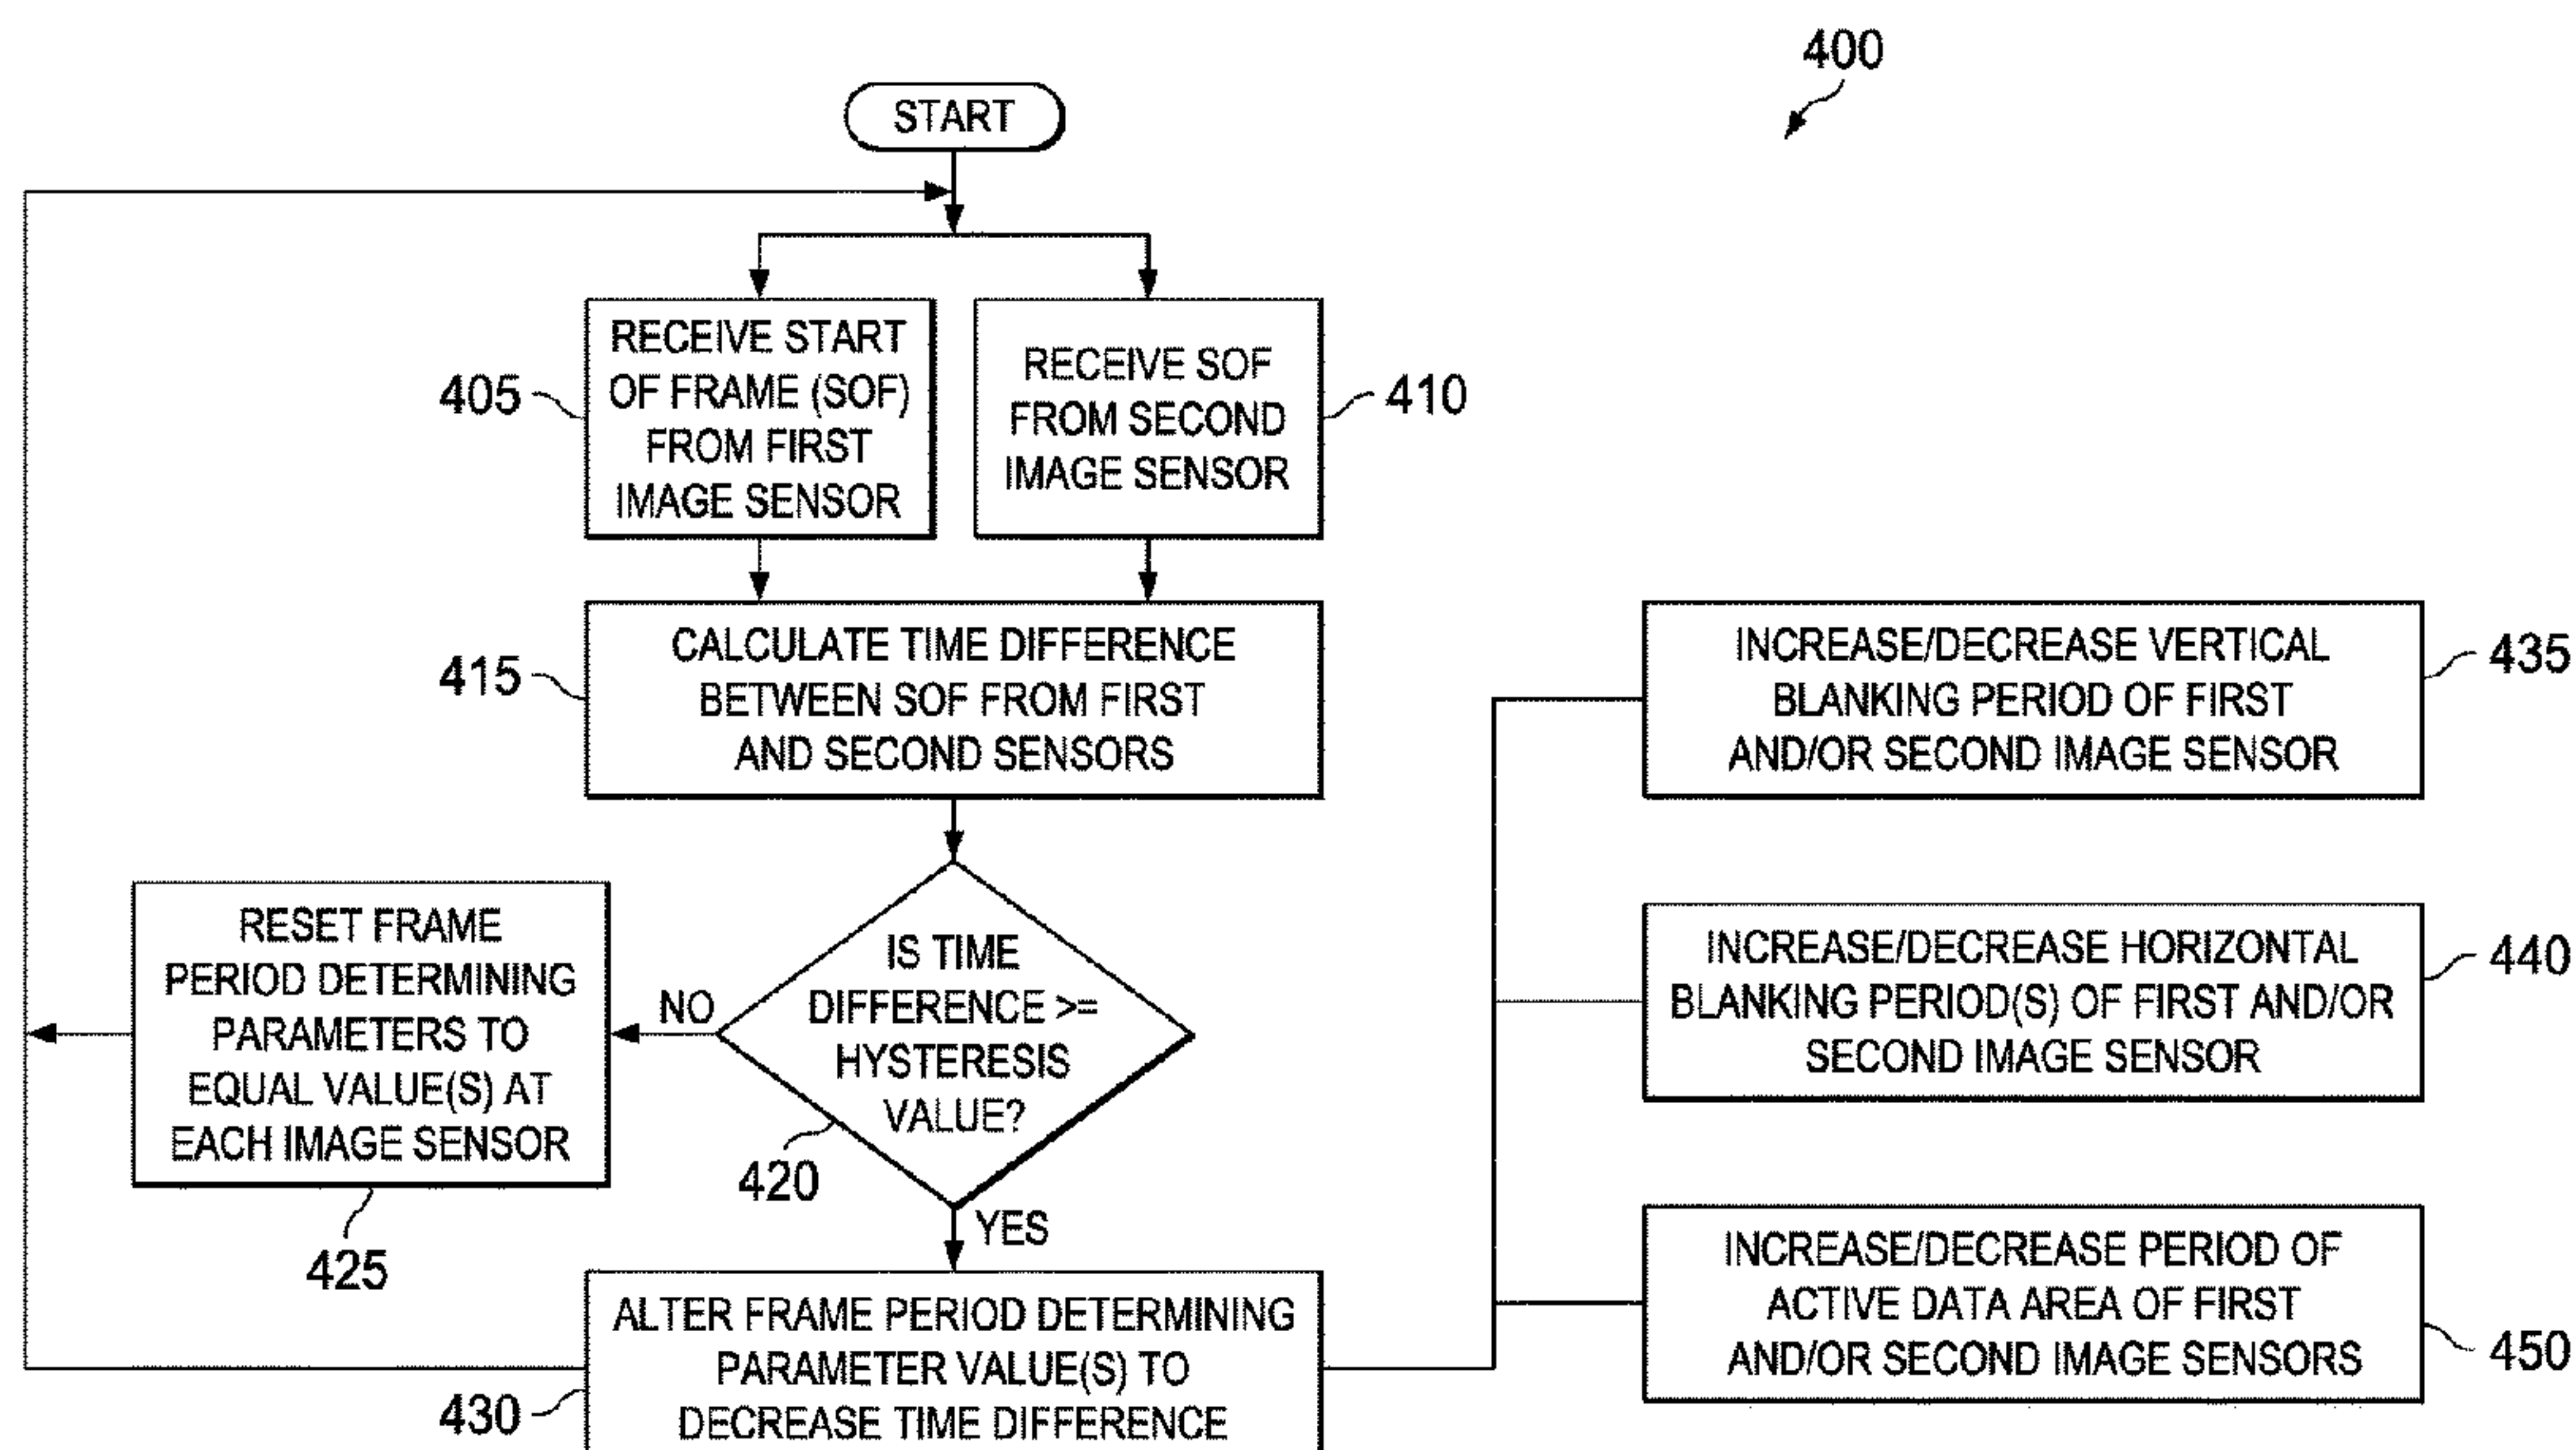 400
START
RECEIVE START
OF FRAME (SOF)
FROM FIRST
IMAGE SENSOR
405
RECEIVE SOF
FROM SECOND
IMAGE SENSOR
410
CALCULATE TIME DIFFERENCE
BETWEEN SOF FROM FIRST
AND SECOND SENSORS
415
IS TIME
DIFFERENCE >=
HYSTERESIS
VALUE?
420
NO
RESET FRAME
PERIOD DETERMINING
PARAMETERS TO
EQUAL VALUE(S) AT
EACH IMAGE SENSOR
425
YES
ALTER FRAME PERIOD DETERMINING
PARAMETER VALUE(S) TO
DECREASE TIME DIFFERENCE
430
INCREASE/DECREASE VERTICAL
BLANKING PERIOD OF FIRST
AND/OR SECOND IMAGE SENSOR
435
INCREASE/DECREASE HORIZONTAL
BLANKING PERIOD(S) OF FIRST AND/OR
SECOND IMAGE SENSOR
440
INCREASE/DECREASE PERIOD OF
ACTIVE DATA AREA OF FIRST
AND/OR SECOND IMAGE SENSORS
450